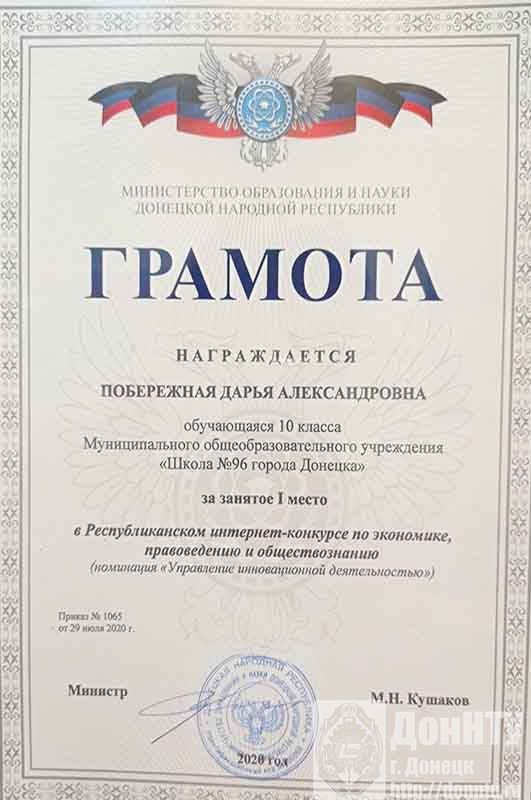 МИНИСТЕРСТВО ОБРАЗОВАНИЯ И НАУКИ
ДОНЕЦКОЙ НАРОДНОЙ РЕСПУБЛИКИ
ГРАМОТА
НАГРАЖДАЕТСЯ
ПОБЕРЕЖНАЯ ДАРЬЯ АЛЕКСАНДРОВНА
обучающаяся 10 класса
Муниципального общеобразовательного учреждения
«Школа №96 города Донецка»
за занятое I место
в Республиканском интернет-конкурсе по экономике,
правоведению и обществознанию
(номинация «Управление инновационной деятельностью»)
Приказ № 1065
от 29 июля 2020 г.
Министр
М.Н. Кушаков
2020 год
ДонНТУ
г. Донецк